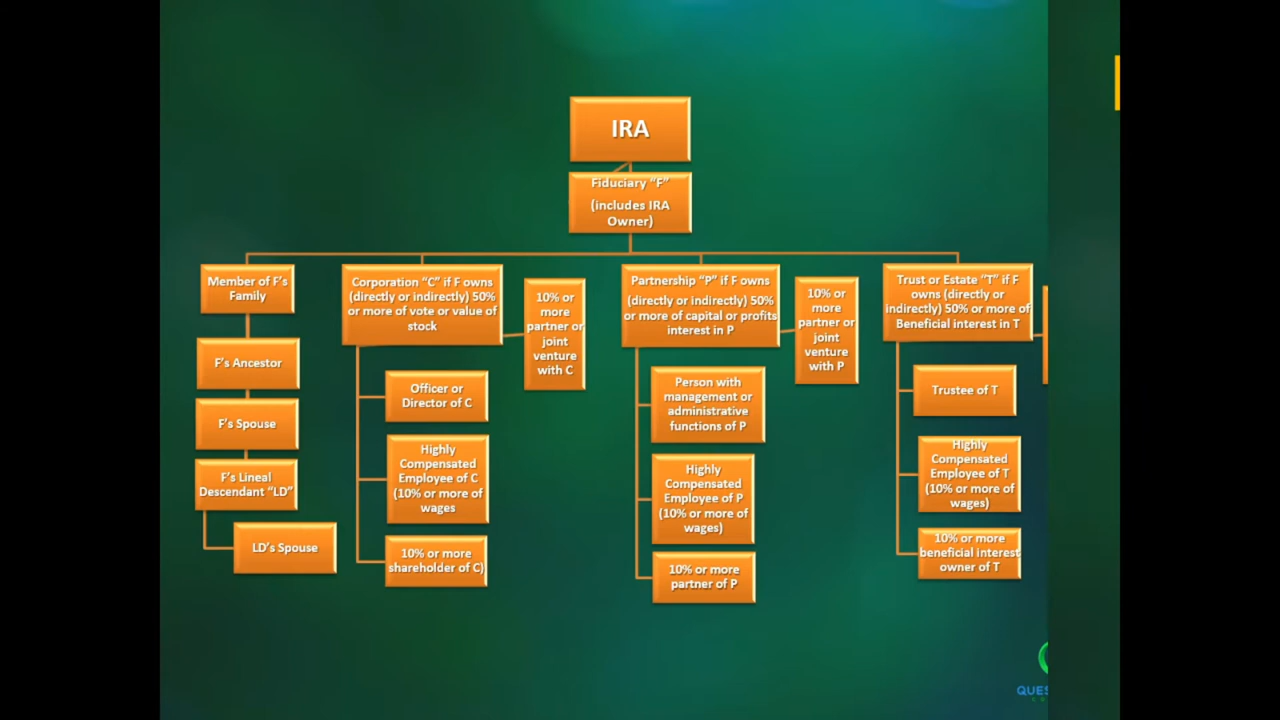 IRA
Fiduciary “F”
(includes IRA
Owner)
Member of F’s
Family
F’s Ancestor
F’s Spouse
F’s Lineal
Descendant “LD”
LD’s Spouse
Corporation “C” if F owns
(directly or indirectly) 50%
or more of vote or value of
stock
10% or
more
partner or
joint
venture
with C
Officer or
Director of C
Highly
Compensated
Employee of C
(10% or more of
wages
10% or more
shareholder of C)
Partnership “P” if F owns
(directly or indirectly) 50%
or more of capital or profits
interest in P
10% or
more
partner or
joint
venture
with P
Person with
management or
administrative
functions of P
Highly
Compensated
Employee of P
(10% or more of
wages)
10% or more
partner of P
Trust or Estate “T” if F
owns (directly or
indirectly) 50% or more of
Beneficial interest in T
Trustee of T
Highly
Compensated
Employee of T
(10% or more of
wages)
10% or more
beneficial interest
owner of T
QUES